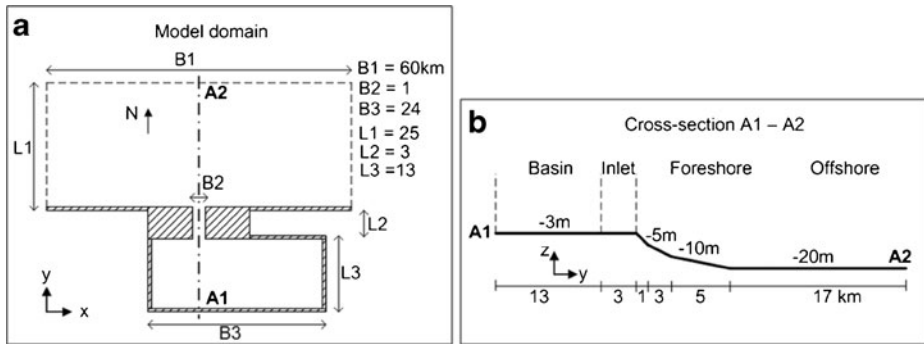 a
Model domain
B1
B1 = 60km
B2 = 1
B3 = 24
L1 = 25
L2 = 3
L3 =13
A2
N
L1
B2
L2
L3
y
x
A1
B3
b
Cross-section A1 – A2
Basin Inlet Foreshore Offshore
A1
-3m
-5m
-10m
-20m
A2
z
y
13 3 1 3 5 17 km